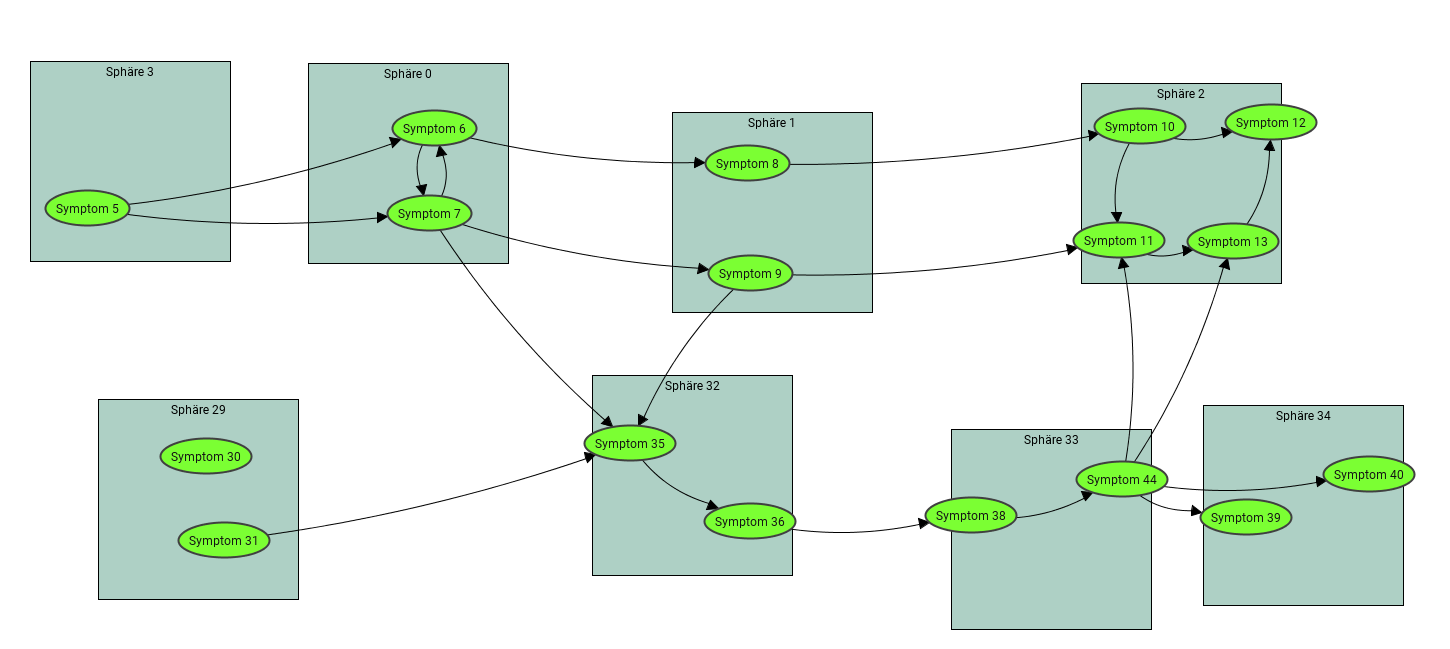 Sphäre 3
Symptom 5
Sphäre 0
Symptom 6
Symptom 7
Sphäre 1
Symptom 8
Symptom 9
Sphäre 2
Symptom 10
Symptom 12
Symptom 11
Symptom 13
Sphäre 29
Symptom 30
Symptom 31
Sphäre 32
Symptom 35
Symptom 36
Sphäre 33
Symptom 44
Symptom 38
Sphäre 34
Symptom 40
Symptom 39